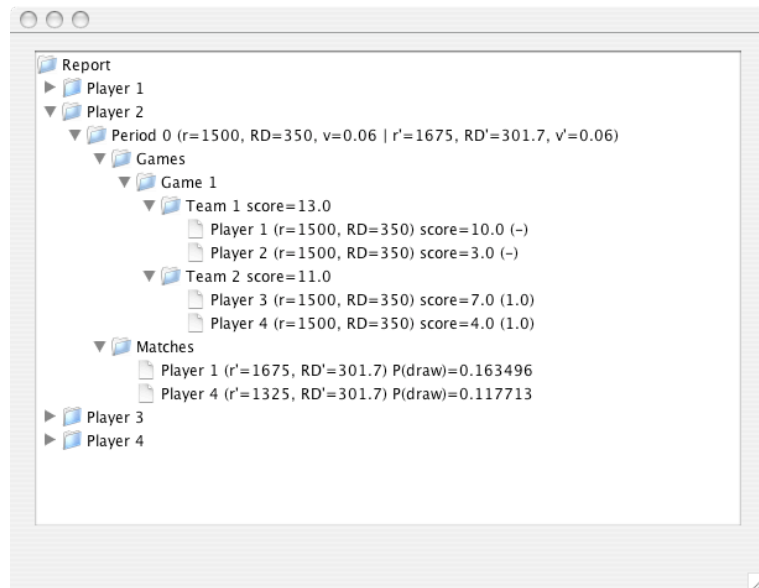 Report
Player 1
Player 2
Period 0 (r=1500, RD=350, v=0.06 | r'=1675, RD'=301.7, v'=0.06)
Games
Game 1
Team 1 score=13.0
Player 1 (r=1500, RD=350) score=10.0 (-)
Player 2 (r=1500, RD=350) score=3.0 (-)
Team 2 score=11.0
Player 3 (r=1500, RD=350) score=7.0 (1.0)
Player 4 (r=1500, RD=350) score=4.0 (1.0)
Matches
Player 1 (r'=1675, RD'=301.7) P(draw)=0.163496
Player 4 (r'=1325, RD'=301.7) P(draw)=0.117713
Player 3
Player 4